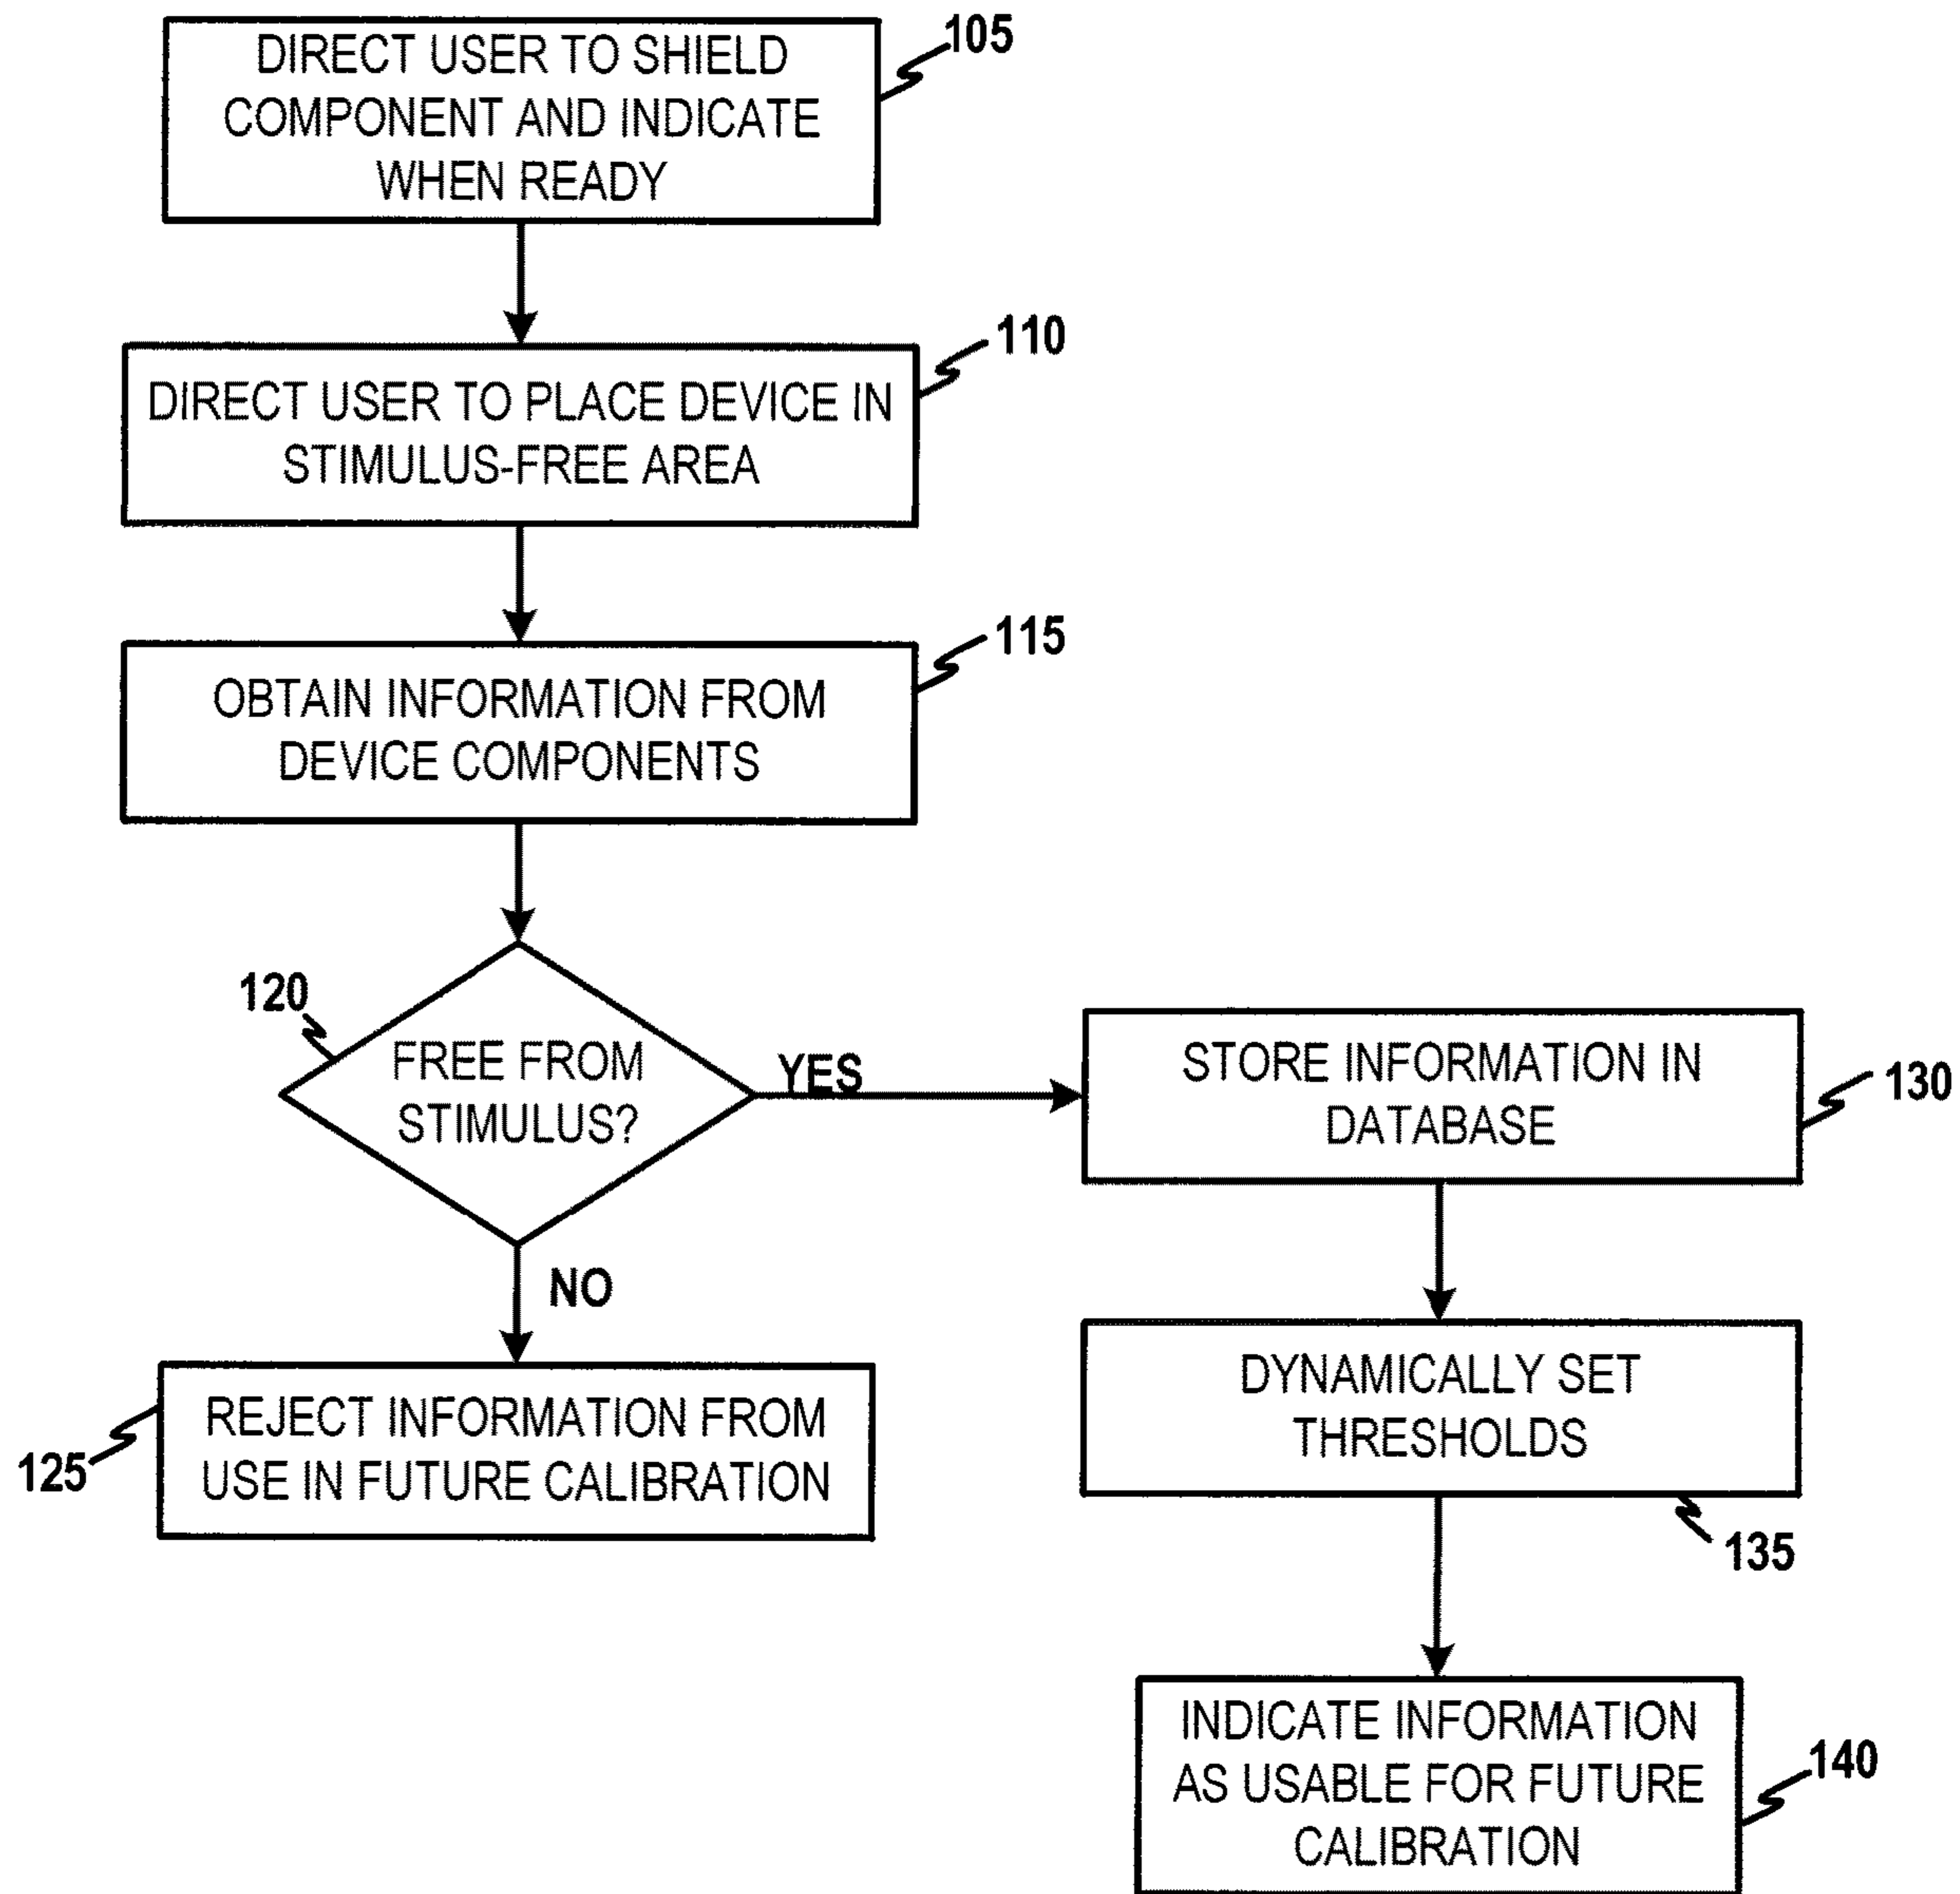 DIRECT USER TO SHIELD
COMPONENT AND INDICATE
WHEN READY
105
DIRECT USER TO PLACE DEVICE IN
STIMULUS-FREE AREA
110
OBTAIN INFORMATION FROM
DEVICE COMPONENTS
115
120
FREE FROM
STIMULUS?
YES
NO
REJECT INFORMATION FROM
USE IN FUTURE CALIBRATION
125
STORE INFORMATION IN
DATABASE
130
DYNAMICALLY SET
THRESHOLDS
135
INDICATE INFORMATION
AS USABLE FOR FUTURE
CALIBRATION
140